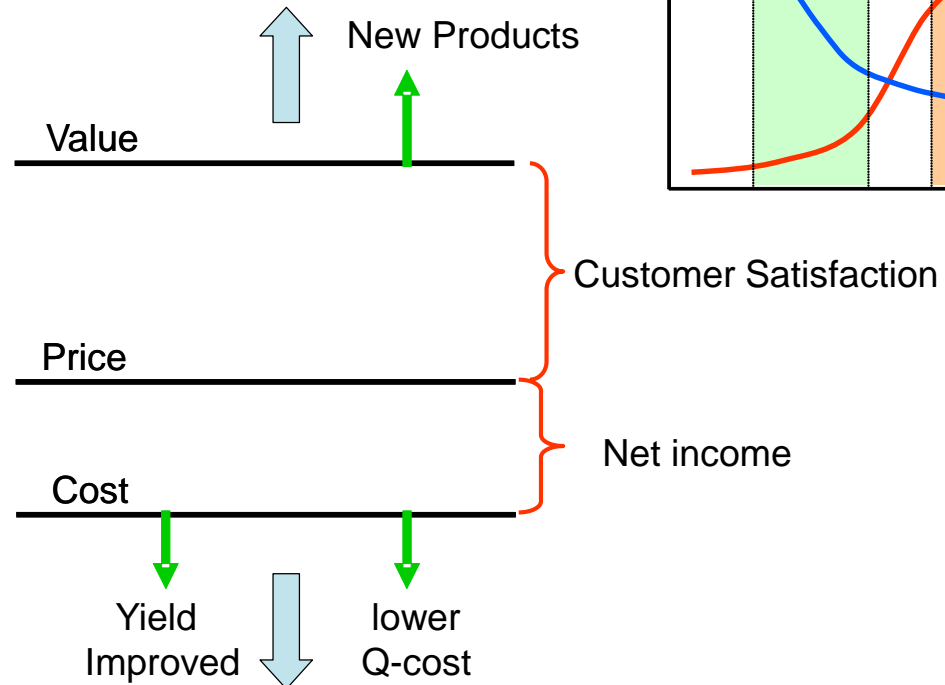 New Products
Value
Customer Satisfaction
Price
Net income
Cost
Yield
Improved
lower
Q-cost